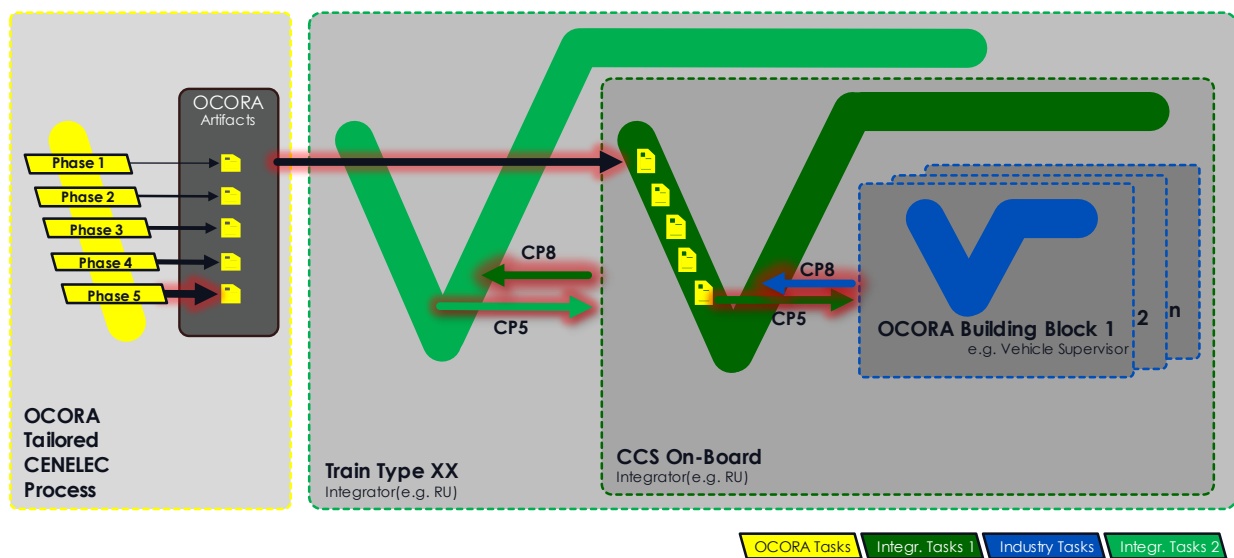 OCORA
Artifacts
Phase 1
Phase 2
Phase 3
Phase 4
Phase 5
OCORA
Tailored
CENELEC
Process
CP8
CP5
Train Type XX
Integrator(e.g. RU)
CP8
CP5
CCS On-Board
Integrator(e.g. RU)
OCORA Building Block 1
e.g. Vehicle Supervisor
2
n
OCORA Tasks
Integr. Tasks 1
Industry Tasks
Integr. Tasks 2